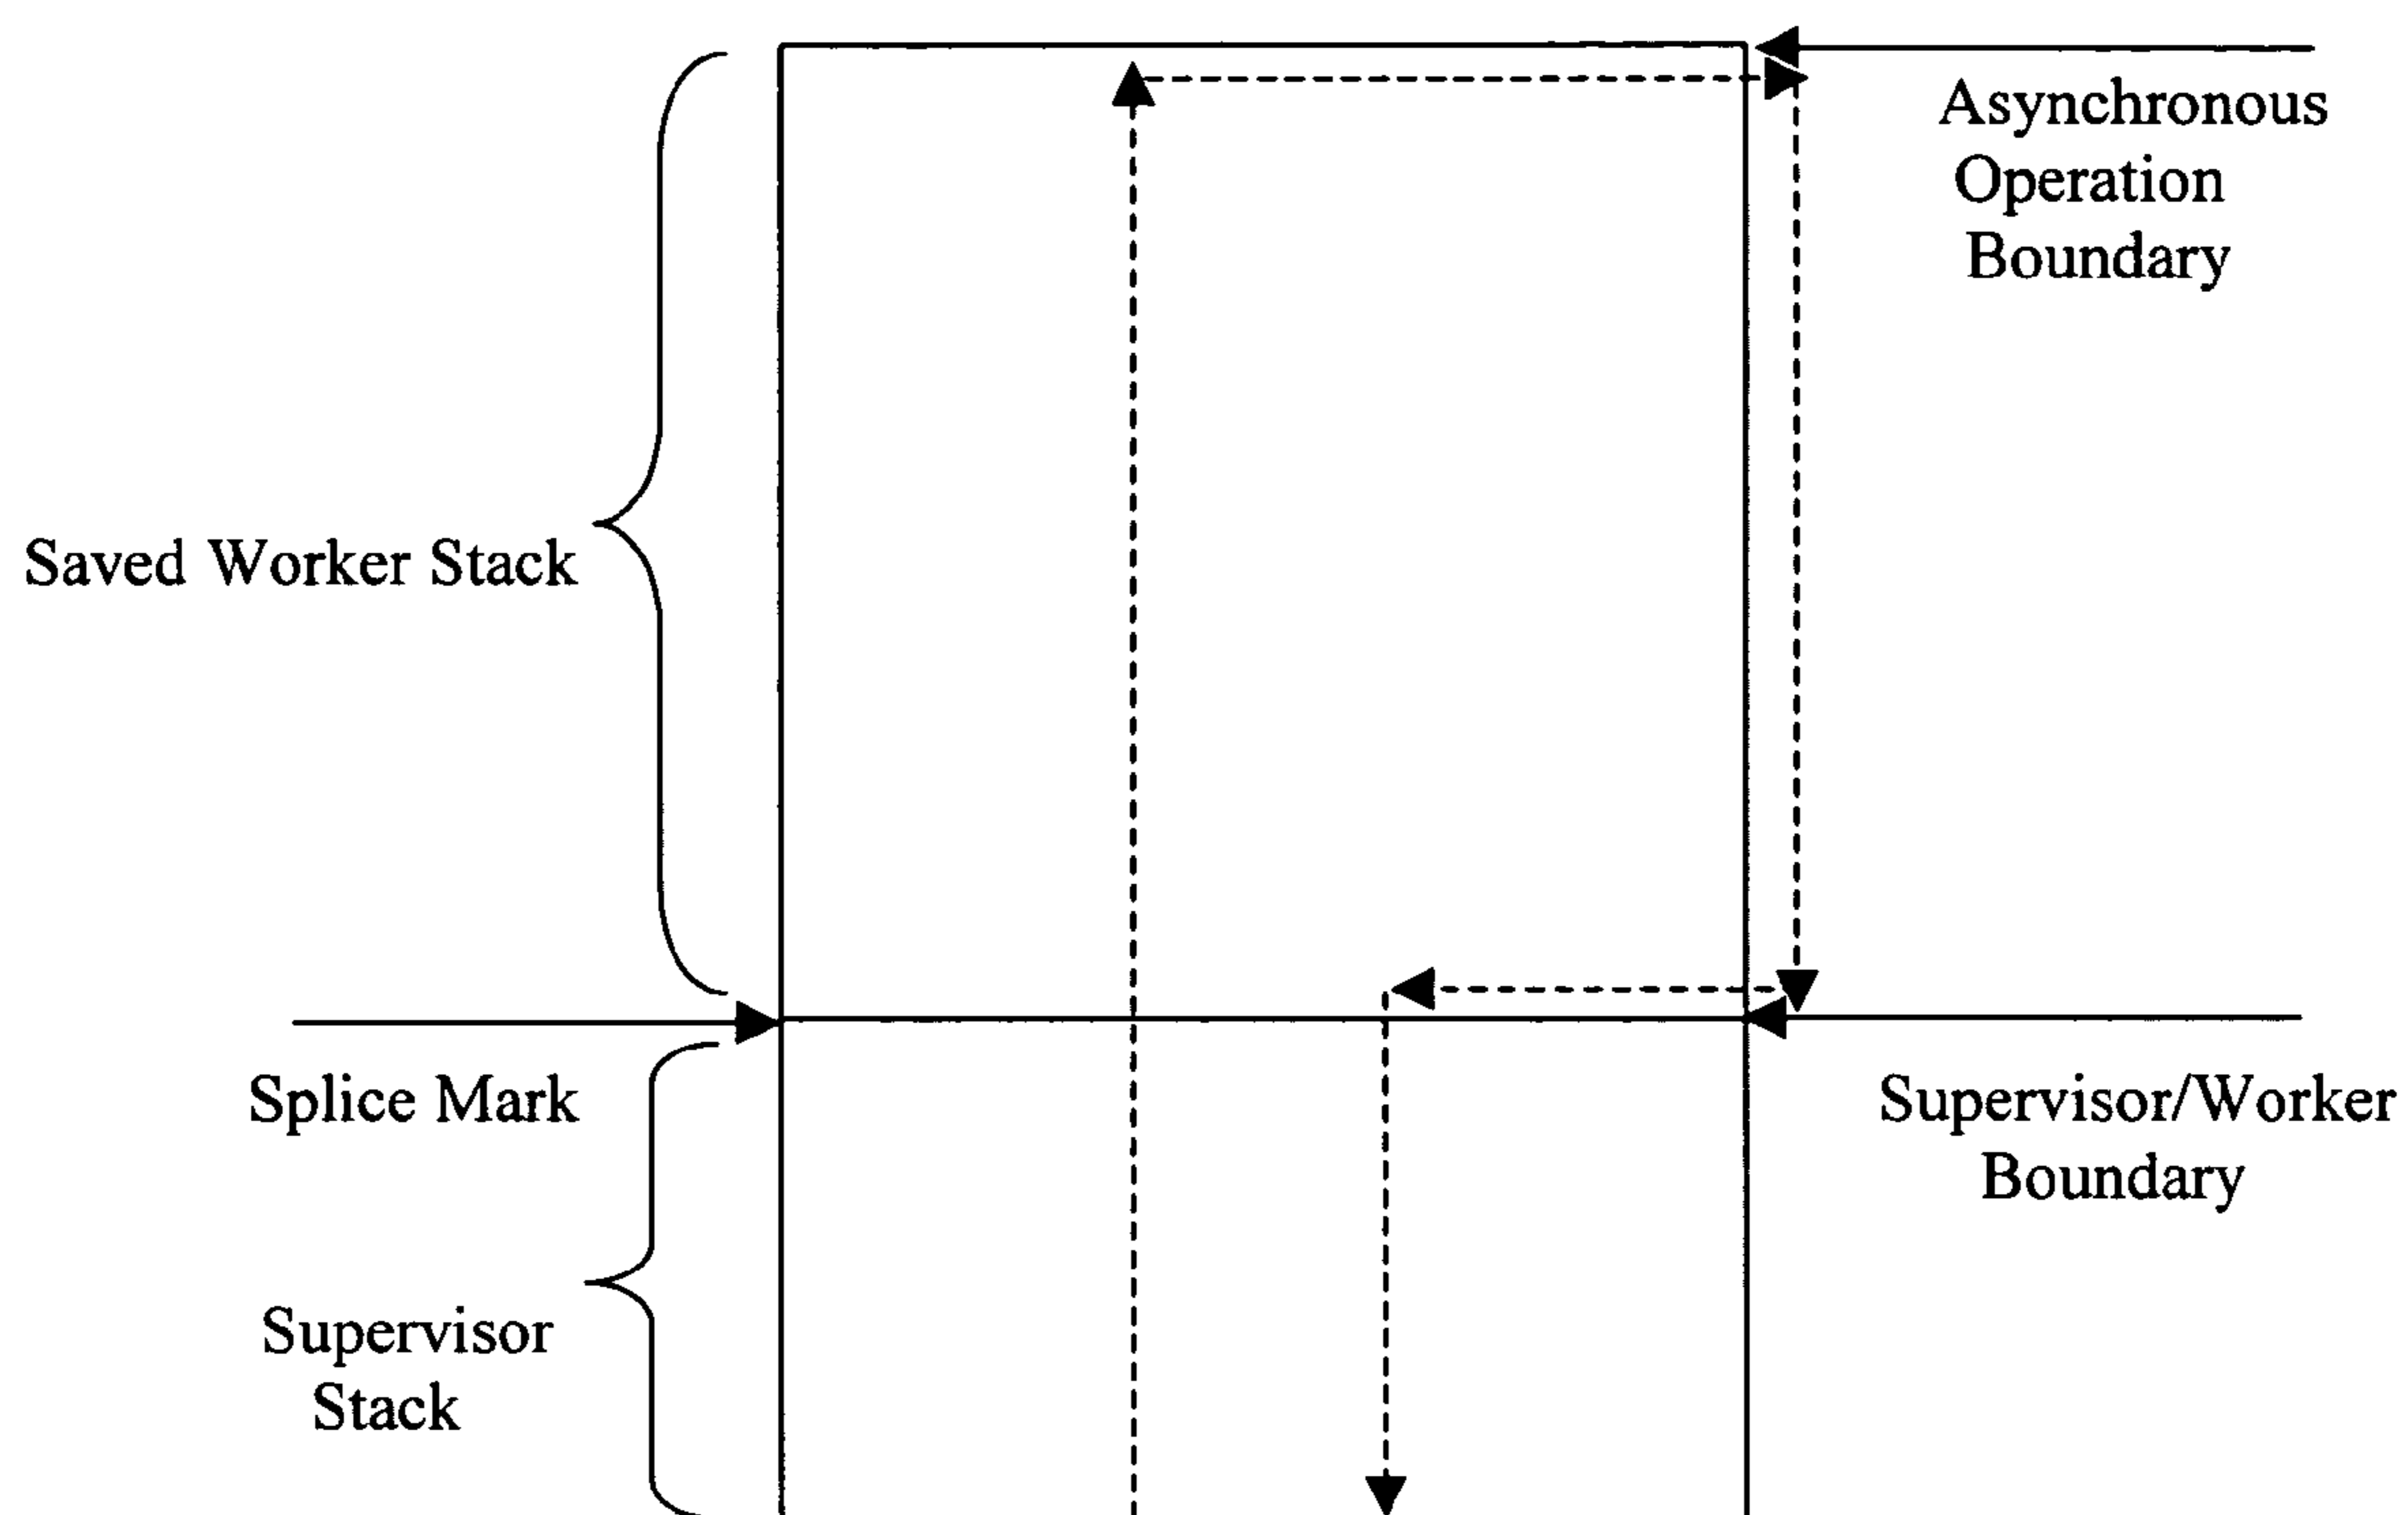 Asynchronous
Operation
Boundary
Saved Worker Stack
Splice Mark
Supervisor/Worker
Boundary
Supervisor
Stack